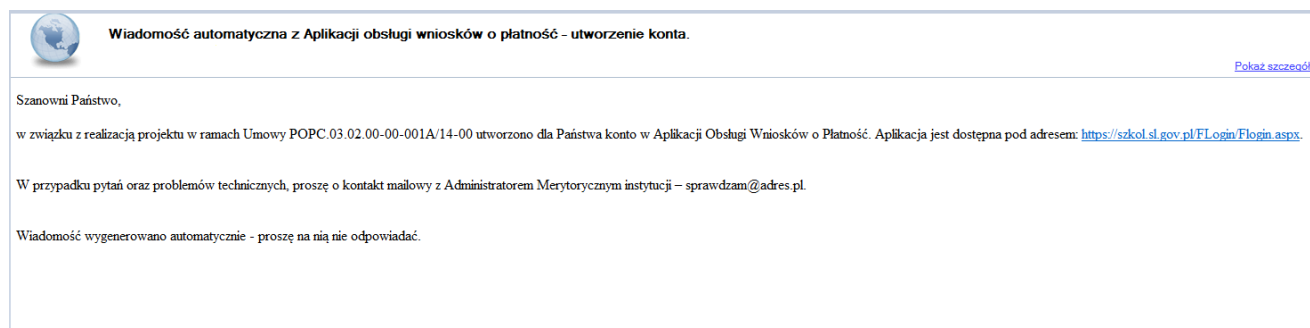 Wiadomość automatyczna z Aplikacji obsługi wniosków o płatność - utworzenie konta.
Pokaż szczegół
Szanowni Państwo,
w związku z realizacją projektu w ramach Umowy POPC.03.02.00-00-001A/14-00 utworzono dla Państwa konto w Aplikacji Obsługi Wniosków o Płatność. Aplikacja jest dostępna pod adresem: https://szkol.sl.gov.pl/FLogin/Flogin.aspx.
W przypadku pytań oraz problemów technicznych, proszę o kontakt mailowy z Administratorem Merytorycznym instytucji – sprawdzam@adres.pl.
Wiadomość wygenerowano automatycznie - proszę na nią nie odpowiadać.